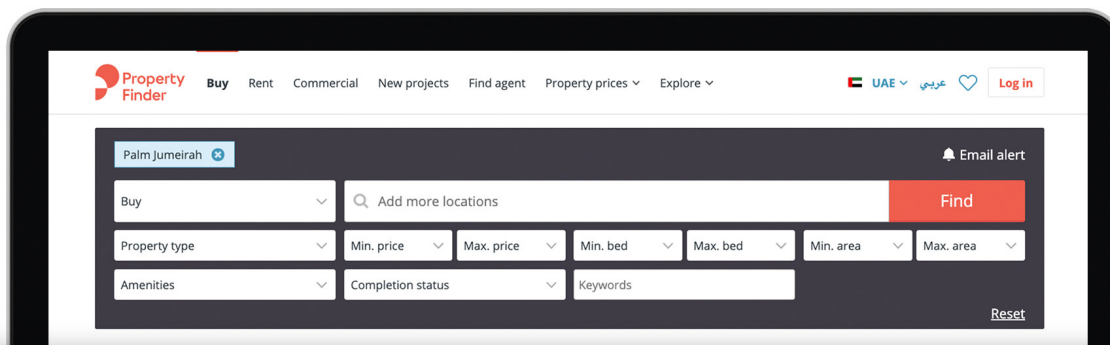 Property Finder
Buy Rent Commercial New projects Find agent Property prices Explore UAE عربي Log in
Palm Jumeirah Email alert
Buy Add more locations Find
Property type Min. price Max. price Min. bed Max. bed Min. area Max. area
Amenities Completion status Keywords
Reset